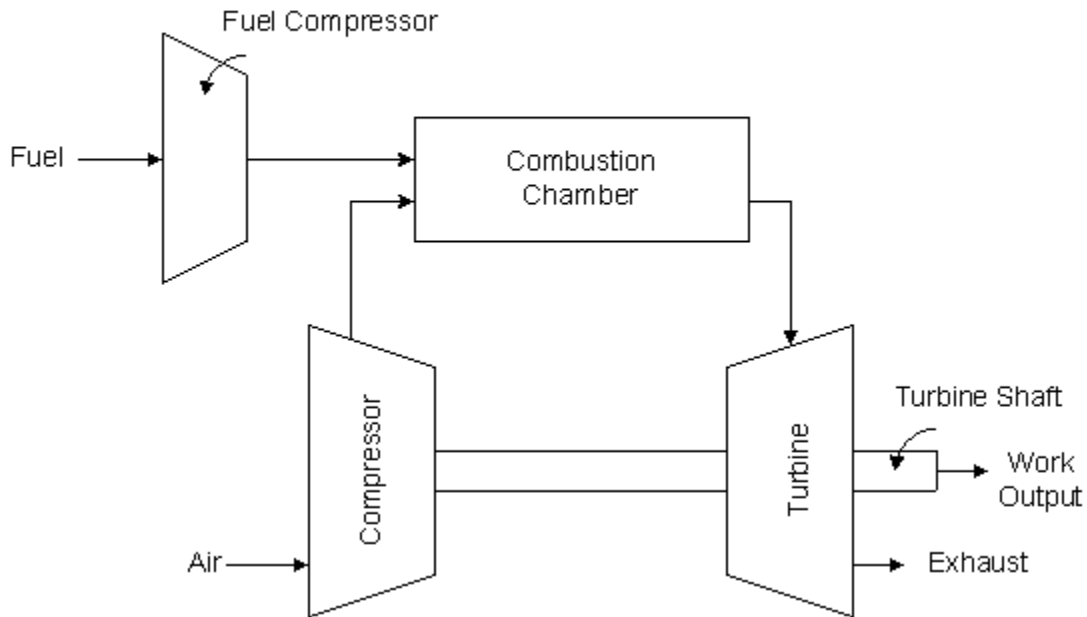 Fuel Compressor
Fuel
Combustion
Chamber
Compressor
Turbine
Turbine Shaft
Work
Output
Air
Exhaust